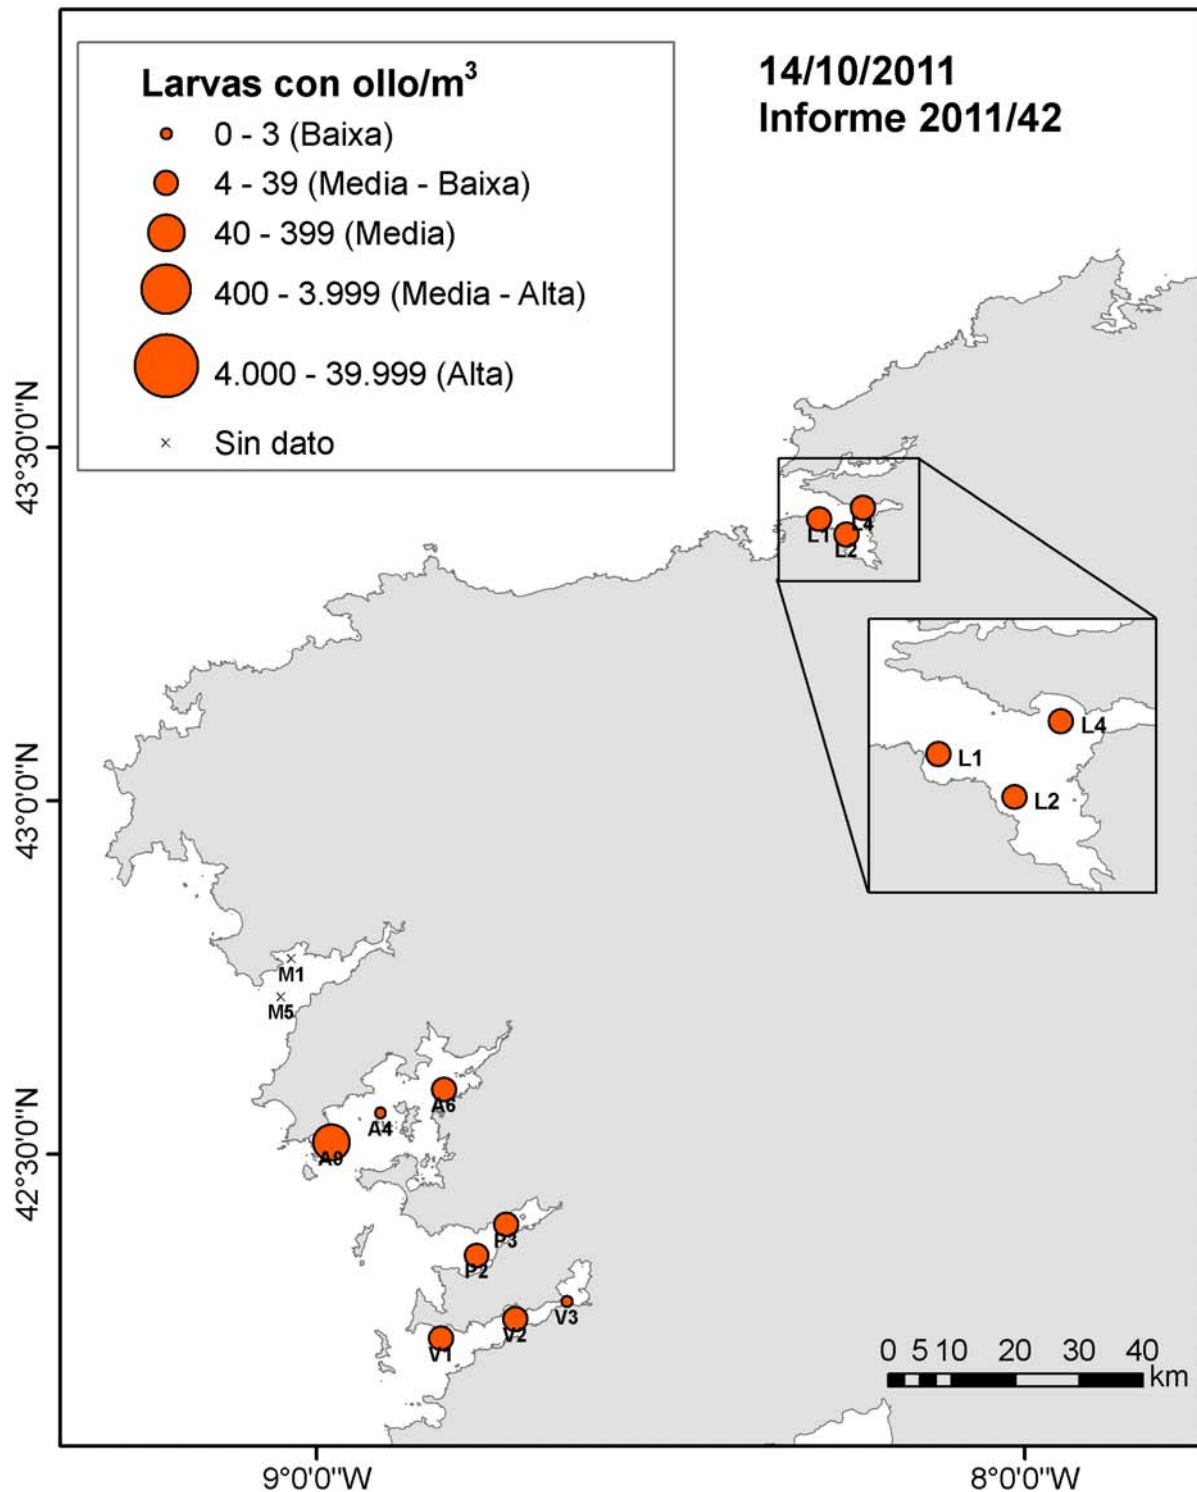 14/10/2011
Informe 2011/42
Larvas con ollo/m³
0 - 3 (Baixa)
4 - 39 (Media - Baixa)
40 - 399 (Media)
400 - 3.999 (Media - Alta)
4.000 - 39.999 (Alta)
Sin dato
43°30'0"N
43°0'0"N
42°30'0"N
L4
L1
L2
L4
L1
L2
M1
M5
A6
A4
P3
P2
V3
V2
V1
0 5 10 20 30 40
km
9°0'0"W
8°0'0"W